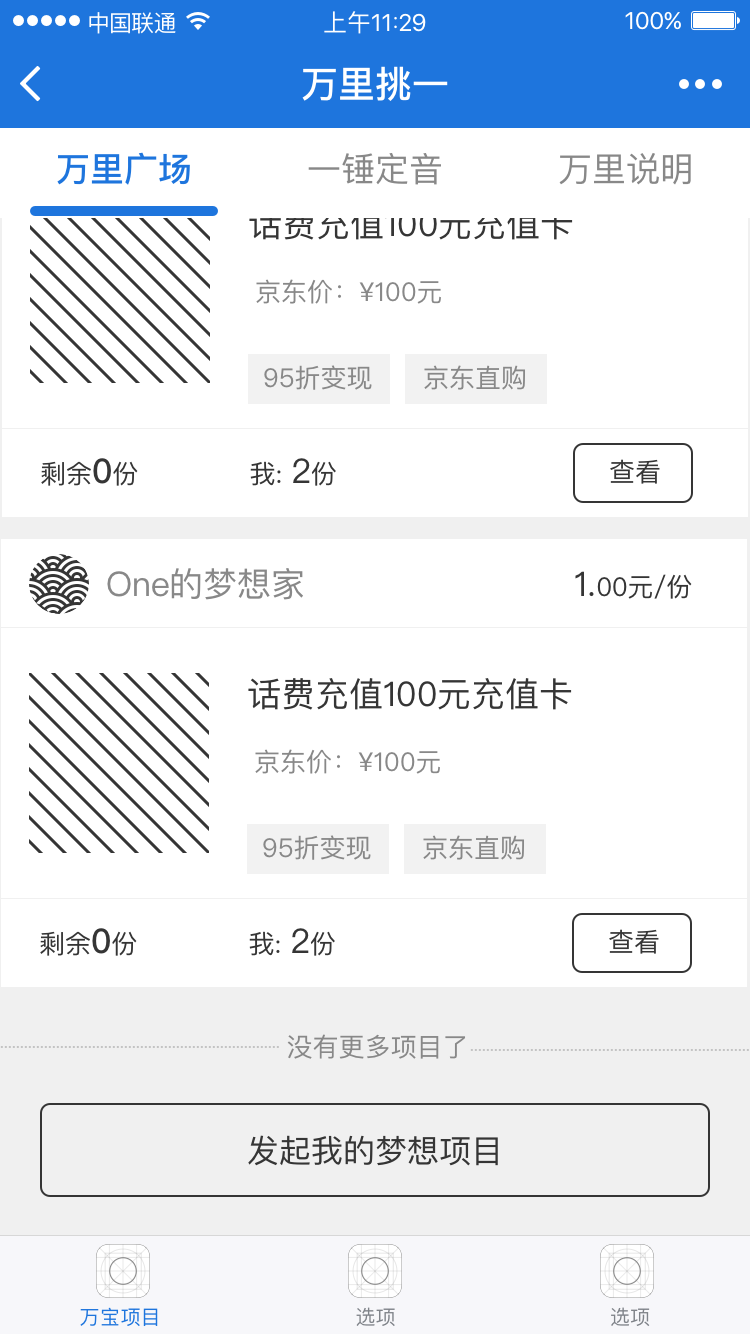 中国联通 上午11:29 100%
万里挑一
万里广场 一锤定音 万里说明
话费充值100元充值卡
京东价：¥100元
95折变现 京东直购
剩余0份 我: 2份 查看
One的梦想家 1.00元/份
话费充值100元充值卡
京东价：¥100元
95折变现 京东直购
剩余0份 我: 2份 查看
没有更多项目了
发起我的梦想项目
万宝项目 选项 选项